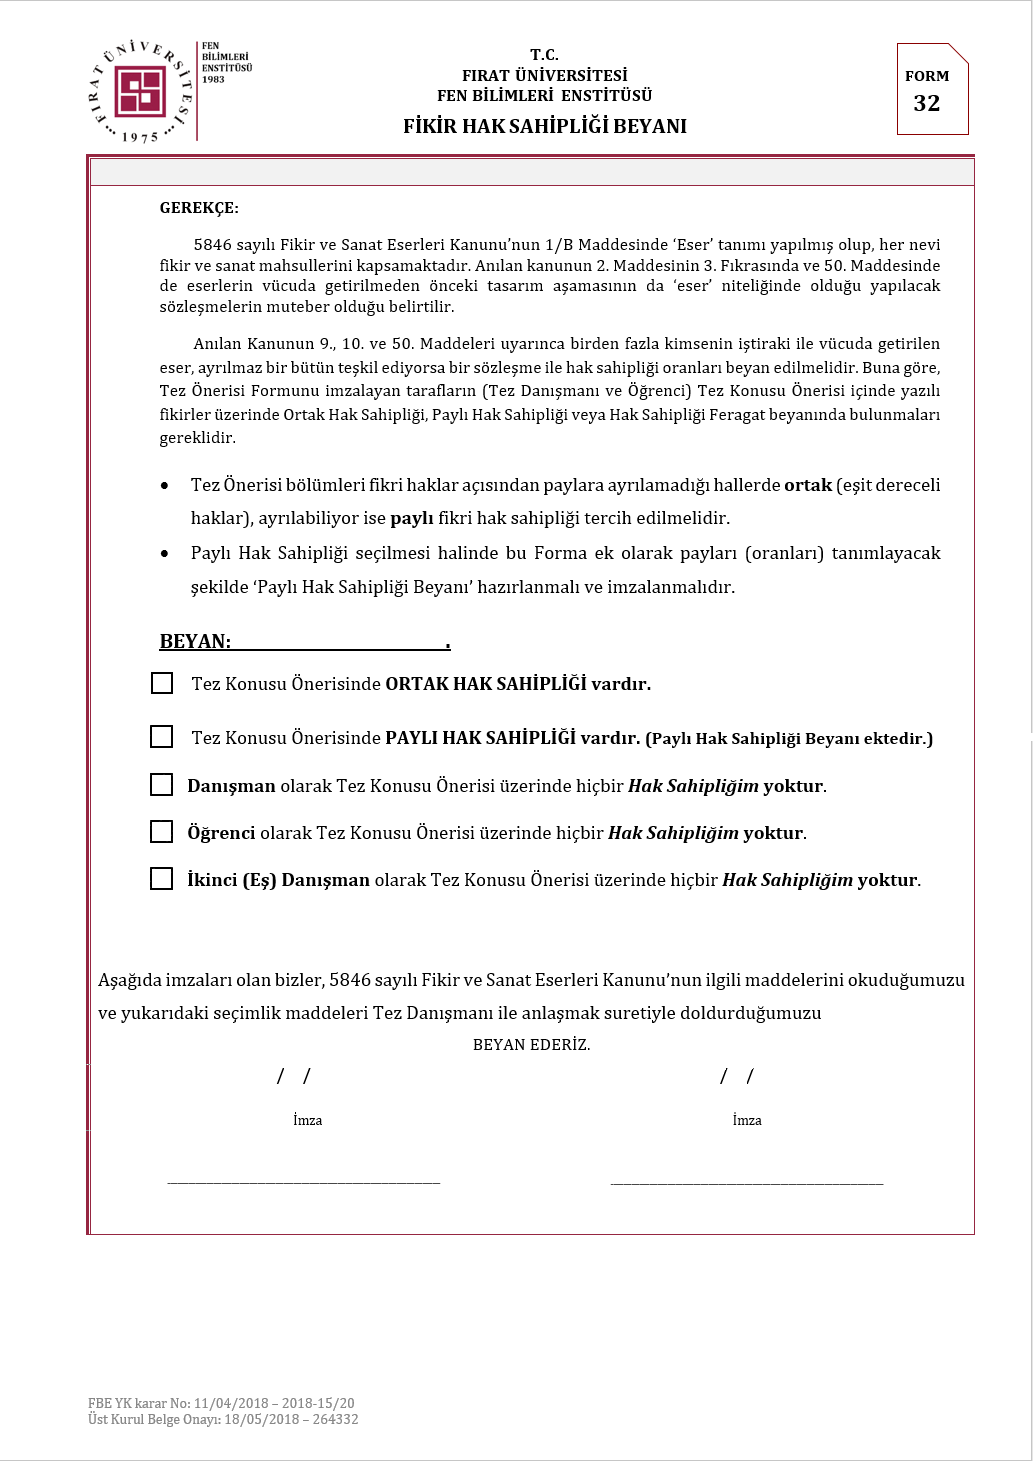 FIRAT ÜNİVERSİTESİ
1975
FEN
BİLİMLERİ
ENSTİTÜSÜ
1983
T.C.
FIRAT ÜNİVERSİTESİ
FEN BİLİMLERİ ENSTİTÜSÜ
FİKİR HAK SAHİPLİĞİ BEYANI
FORM
32
GEREKÇE:
5846 sayılı Fikir ve Sanat Eserleri Kanunu’nun 1/B Maddesinde ‘Eser’ tanımı yapılmış olup, her nevi
fikir ve sanat mahsullerini kapsamaktadır. Anılan kanunun 2. Maddesinin 3. Fıkrasında ve 50. Maddesinde
de eserlerin vücuda getirilmeden önceki tasarım aşamasının da ‘eser’ niteliğinde olduğu yapılacak
sözleşmelerin muteber olduğu belirtilir.
Anılan Kanunun 9., 10. ve 50. Maddeleri uyarınca birden fazla kimsenin iştiraki ile vücuda getirilen
eser, ayrılmaz bir bütün teşkil ediyorsa bir sözleşme ile hak sahipliği oranları beyan edilmelidir. Buna göre,
Tez Önerisi Formunu imzalayan tarafların (Tez Danışmanı ve Öğrenci) Tez Konusu Önerisi içinde yazılı
fikirler üzerinde Ortak Hak Sahipliği, Paylı Hak Sahipliği veya Hak Sahipliği Feragat beyanında bulunmaları
gereklidir.
• Tez Önerisi bölümleri fikri haklar açısından paylara ayrılamadığı hallerde ortak (eşit dereceli
haklar), ayrılabiliyor ise paylı fikri hak sahipliği tercih edilmelidir.
• Paylı Hak Sahipliği seçilmesi halinde bu Forma ek olarak payları (oranları) tanımlayacak
şekilde ‘Paylı Hak Sahipliği Beyanı’ hazırlanmalı ve imzalanmalıdır.
BEYAN: .
Tez Konusu Önerisinde ORTAK HAK SAHİPLİĞİ vardır.
Tez Konusu Önerisinde PAYLI HAK SAHİPLİĞİ vardır. (Paylı Hak Sahipliği Beyanı ektedir.)
Danışman olarak Tez Konusu Önerisi üzerinde hiçbir Hak Sahipliğim yoktur.
Öğrenci olarak Tez Konusu Önerisi üzerinde hiçbir Hak Sahipliğim yoktur.
İkinci (Eş) Danışman olarak Tez Konusu Önerisi üzerinde hiçbir Hak Sahipliğim yoktur.
Aşağıda imzaları olan bizler, 5846 sayılı Fikir ve Sanat Eserleri Kanunu’nun ilgili maddelerini okuduğumuzu
ve yukarıdaki seçimlik maddeleri Tez Danışmanı ile anlaşmak suretiyle doldurduğumuzu
BEYAN EDERİZ.
/ / / /
İmza İmza
FBE YK karar No: 11/04/2018 – 2018-15/20
Üst Kurul Belge Onayı: 18/05/2018 – 264332